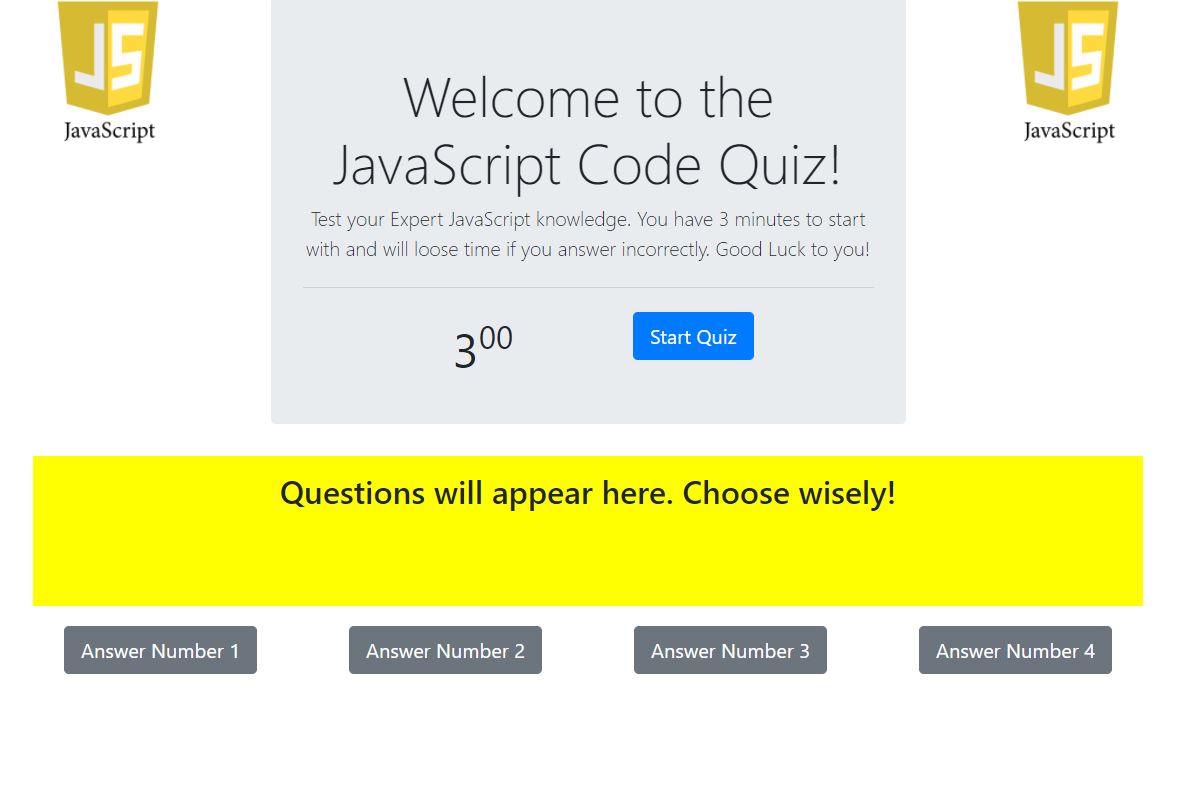 JS
JavaScript
JS
JavaScript
Welcome to the
JavaScript Code Quiz!
Test your Expert JavaScript knowledge. You have 3 minutes to start
with and will loose time if you answer incorrectly. Good Luck to you!
3 00
Start Quiz
Questions will appear here. Choose wisely!
Answer Number 1
Answer Number 2
Answer Number 3
Answer Number 4